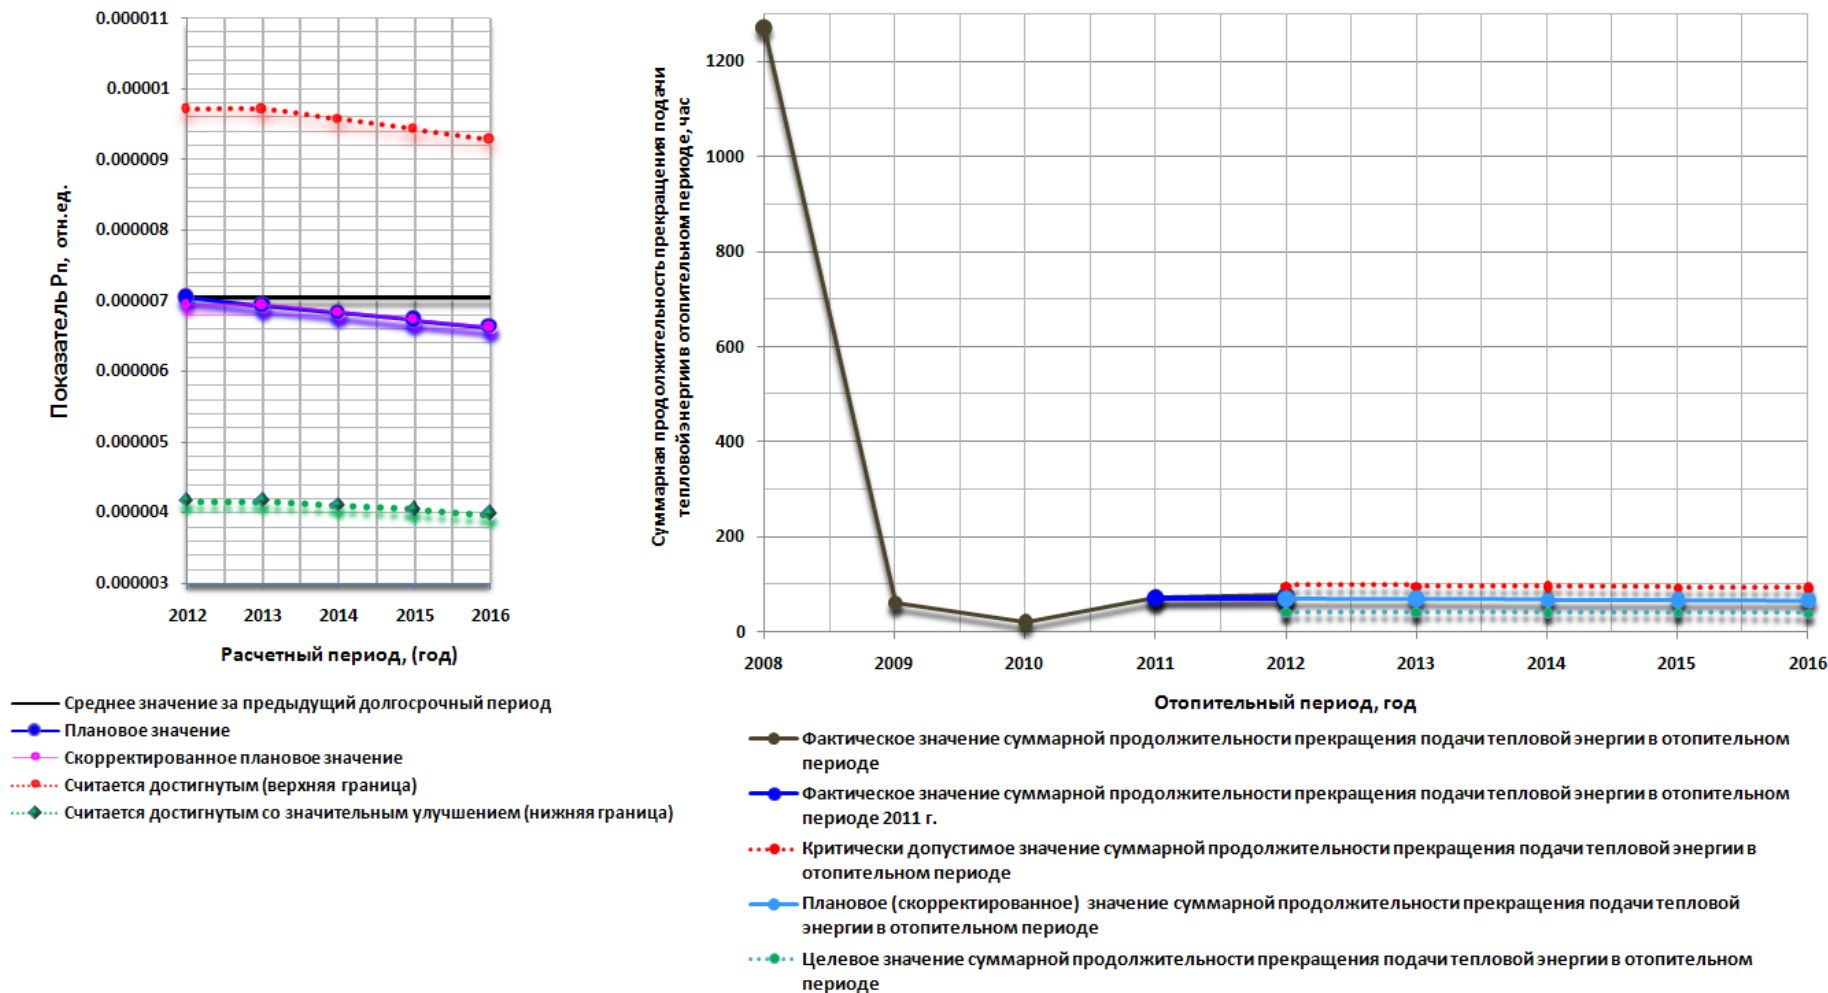 Показатель Рп, отн.ед.
0.000011
0.00001
0.000009
0.000008
0.000007
0.000006
0.000005
0.000004
0.000003
2012
2013
2014
2015
2016
Расчетный период, (год)
Среднее значение за предыдущий долгосрочный период
Плановое значение
Скорректированное плановое значение
Считается достигнутым (верхняя граница)
Считается достигнутым со значительным улучшением (нижняя граница)
Суммарная продолжительность прекращения подачи
тепловой энергии в отопительном периоде, час
1200
1000
800
600
400
200
0
2008
2009
2010
2011
2012
2013
2014
2015
2016
Отопительный период, год
Фактическое значение суммарной продолжительности прекращения подачи тепловой энергии в отопительном
периоде
Фактическое значение суммарной продолжительности прекращения подачи тепловой энергии в отопительном
периоде 2011 г.
Критически допустимое значение суммарной продолжительности прекращения подачи тепловой энергии в
отопительном периоде
Плановое (скорректированное) значение суммарной продолжительности прекращения подачи тепловой
энергии в отопительном периоде
Целевое значение суммарной продолжительности прекращения подачи тепловой энергии в отопительном
периоде